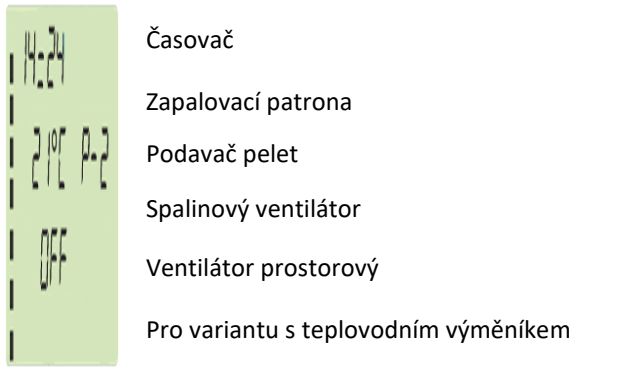 14:24
Časovač
Zapalovací patrona
21°C P-2
Podavač pelet
Spalinový ventilátor
OFF
Ventilátor prostorový
Pro variantu s teplovodním výměníkem